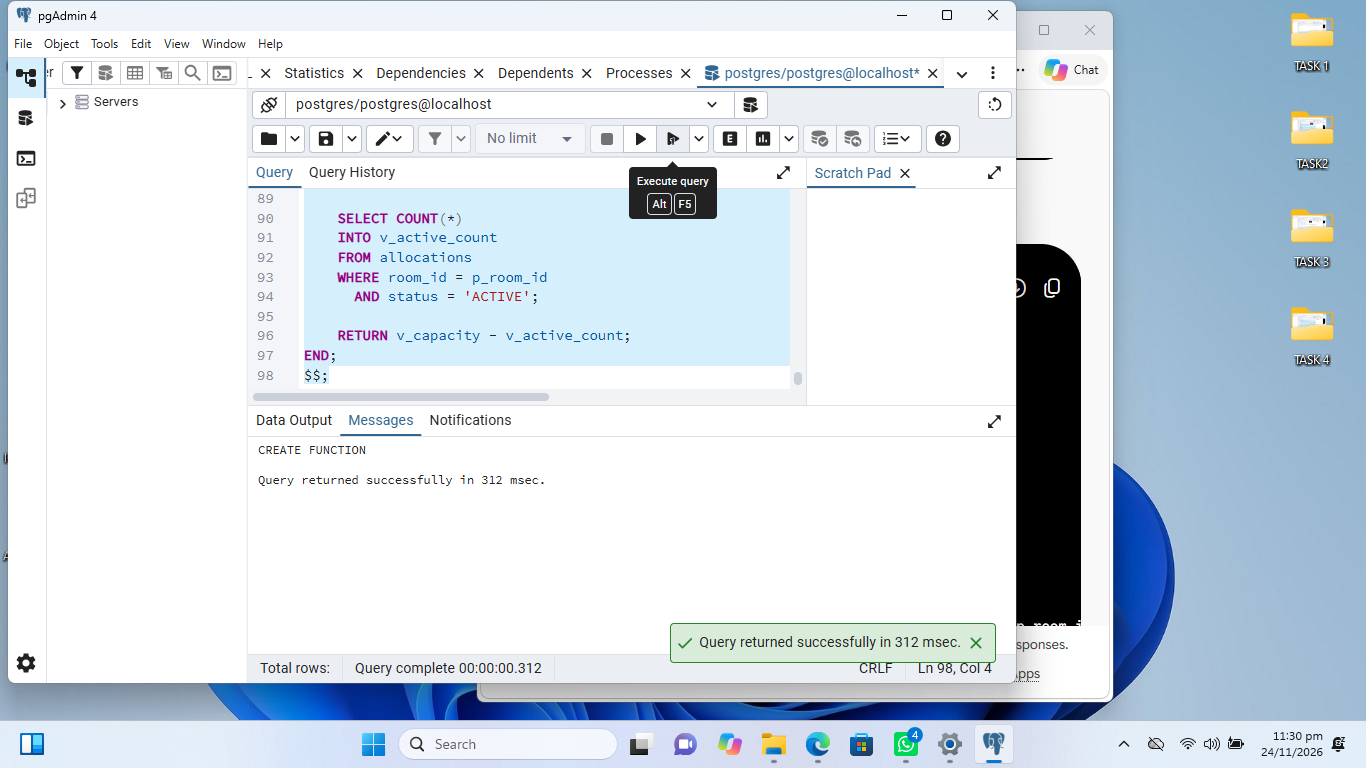 pgAdmin 4
File Object Tools Edit View Window Help
Statistics Dependencies Dependents Processes postgres/postgres@localhost*
Servers
postgres/postgres@localhost
No limit
Query Query History
Scratch Pad
Execute query
Alt F5
89
90 SELECT COUNT(*)
91 INTO v_active_count
92 FROM allocations
93 WHERE room_id = p_room_id
94 AND status = 'ACTIVE';
95
96 RETURN v_capacity - v_active_count;
97 END;
98 $$;
Data Output Messages Notifications
CREATE FUNCTION
Query returned successfully in 312 msec.
Query returned successfully in 312 msec.
Total rows: Query complete 00:00:00.312 CRLF Ln 98, Col 4
Chat
sponses.
TASK 1
TASK2
TASK 3
TASK 4
Search
4
11:30 pm
24/11/2026